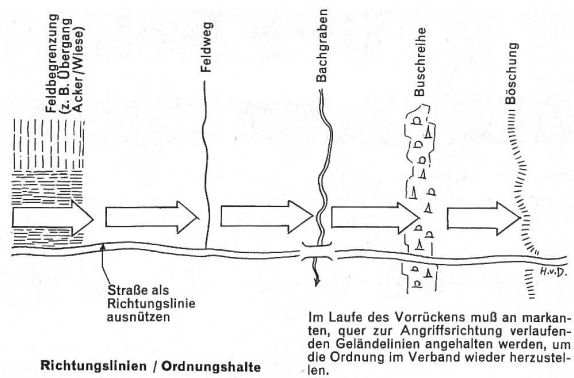 Feldbegrenzung
(z. B. Übergang
Acker/Wiese)
Feldweg
Bachgraben
Buschreihe
Böschung
Straße als
Richtungslinie
ausnützen
H.v.D.
Im Laufe des Vorrückens muß an markan-
ten, quer zur Angriffsrichtung verlaufen-
den Geländelinien angehalten werden, um
die Ordnung im Verband wieder herzustel-
len.
Richtungslinien / Ordnungshalte